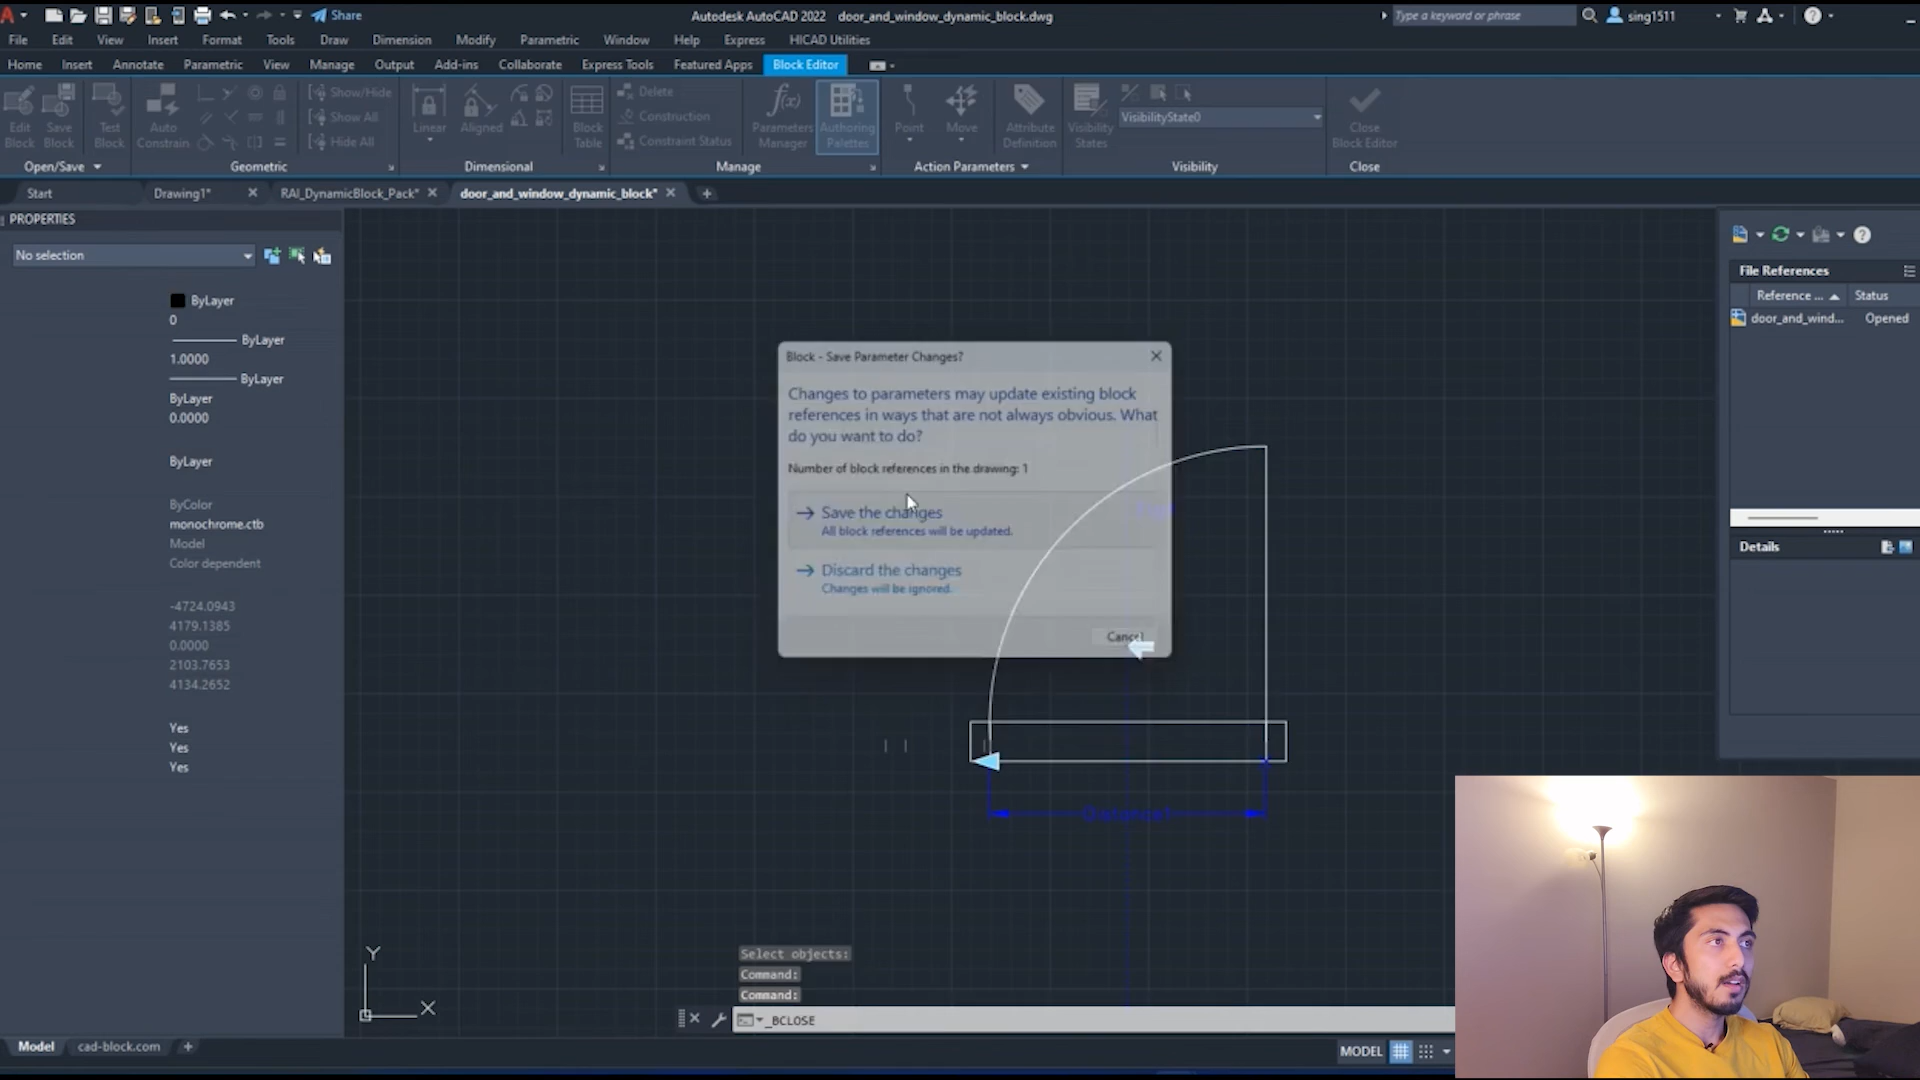 Share
Autodesk AutoCAD 2022 door_and_window_dynamic_block.dwg
Type a keyword or phrase
sing1511
File Edit View Insert Format Tools Draw Dimension Modify Parametric Window Help Express HICAD Utilities
Home Insert Annotate Parametric View Manage Output Add-ins Collaborate Express Tools Featured Apps Block Editor
Edit Block
Save Block
Test Block
Auto Constrain
Show/Hide
Show All
Hide All
Linear
Aligned
Block Table
Delete
Construction
Constraint Status
Parameters Manager
Authoring Palettes
Point
Move
Attribute Definition
Visibility States
VisibilityState0
Close Block Editor
Open/Save Geometric Dimensional Manage Action Parameters Visibility Close
Start Drawing1* RAI_DynamicBlock_Pack* door_and_window_dynamic_block*
PROPERTIES
No selection
ByLayer
0
ByLayer
1.0000
ByLayer
ByLayer
0.0000
ByLayer
ByColor
monochrome.ctb
Model
Color dependent
-4724.0943
4179.1385
0.0000
2103.7653
4134.2652
Yes
Yes
Yes
Block - Save Parameter Changes?
Changes to parameters may update existing block
references in ways that are not always obvious. What
do you want to do?
Number of block references in the drawing: 1
Save the changes
All block references will be updated.
Discard the changes
Changes will be ignored.
Cancel
Distance1
File References
Reference ... Status
door_and_wind... Opened
Details
Y
X
Select objects:
Command:
Command:
_BCLOSE
Model cad-block.com
MODEL